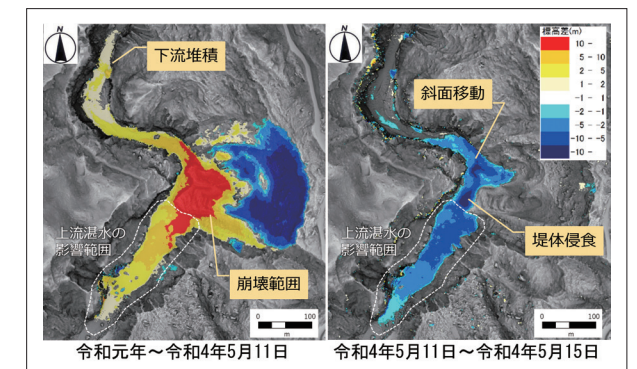 N
下流堆積
上流湛水の
影響範囲
崩壊範囲
0 100
m
令和元年～令和4年5月11日
N
標高差(m)
10 -
5 - 10
2 - 5
1 - 2
-1 - 1
-2 - -1
-5 - -2
-10 - -5
-10 -
斜面移動
上流湛水の
影響範囲
堤体侵食
0 100
m
令和4年5月11日～令和4年5月15日